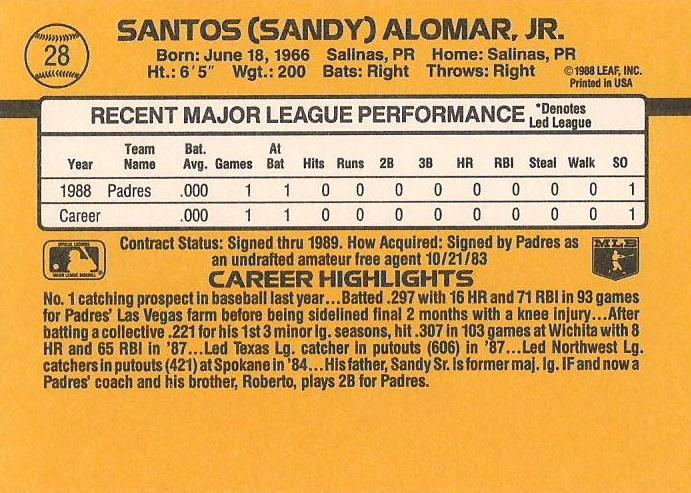 28
SANTOS (SANDY) ALOMAR, JR.
Born: June 18, 1966 Salinas, PR Home: Salinas, PR
Ht.: 6'5" Wgt.: 200 Bats: Right Throws: Right
©1988 LEAF, INC.
Printed in USA
RECENT MAJOR LEAGUE PERFORMANCE *Denotes Led League
Year Team Name Bat. Avg. Games At Bat Hits Runs 2B 3B HR RBI Steal Walk SO
1988 Padres .000 1 1 0 0 0 0 0 0 0 0 1
Career .000 1 1 0 0 0 0 0 0 0 0 1
Contract Status: Signed thru 1989. How Acquired: Signed by Padres as
an undrafted amateur free agent 10/21/83
MLB
CAREER HIGHLIGHTS
No. 1 catching prospect in baseball last year...Batted .297 with 16 HR and 71 RBI in 93 games
for Padres' Las Vegas farm before being sidelined final 2 months with a knee injury...After
batting a collective .221 for his 1st 3 minor lg. seasons, hit .307 in 103 games at Wichita with 8
HR and 65 RBI in '87...Led Texas Lg. catcher in putouts (606) in '87...Led Northwest Lg.
catchers in putouts (421) at Spokane in '84...His father, Sandy Sr. is former maj. lg. IF and now a
Padres' coach and his brother, Roberto, plays 2B for Padres.